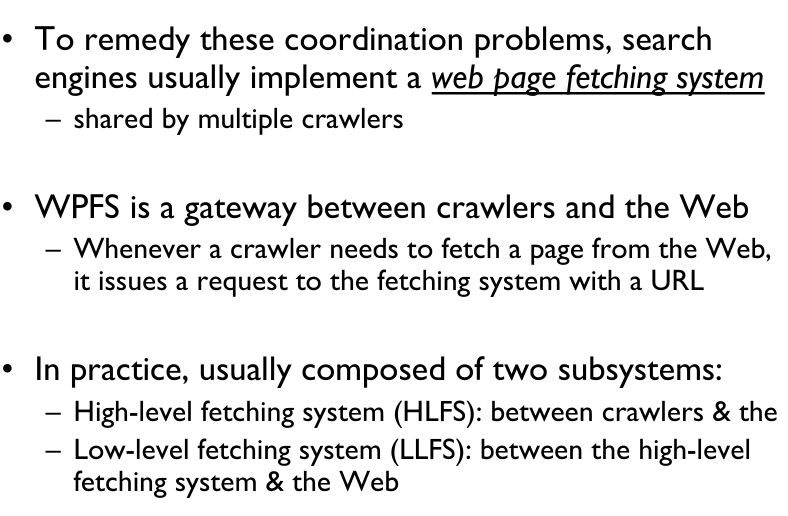 • To remedy these coordination problems, search
engines usually implement a web page fetching system
– shared by multiple crawlers
• WPFS is a gateway between crawlers and the Web
– Whenever a crawler needs to fetch a page from the Web,
it issues a request to the fetching system with a URL
• In practice, usually composed of two subsystems:
– High-level fetching system (HLFS): between crawlers & the
– Low-level fetching system (LLFS): between the high-level
fetching system & the Web